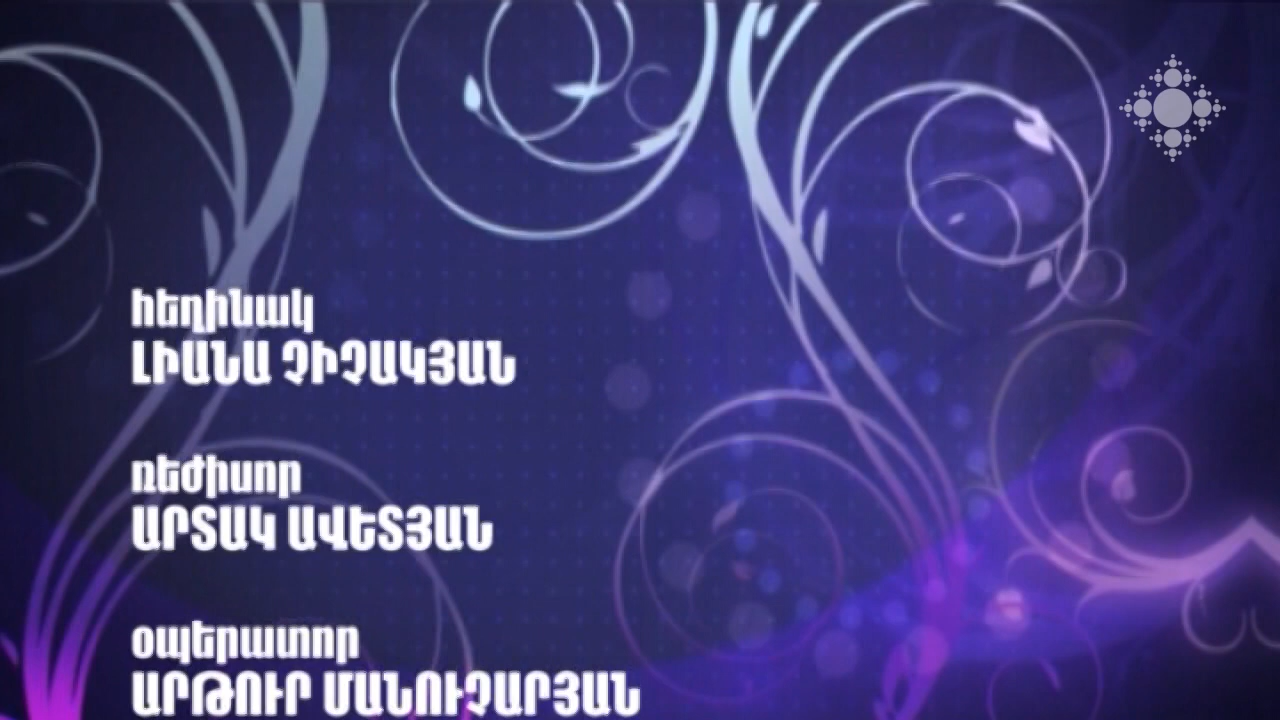 հեղինակ
ԼԻԱՆԱ ՉԻՉԱԿՅԱՆ
ռեժիսոր
ԱՐՏԱԿ ԱՎԵՏՅԱՆ
օպերատոր
ԱՐԹՈՒՐ ՄԱՆՈՒՉԱՐՅԱՆ